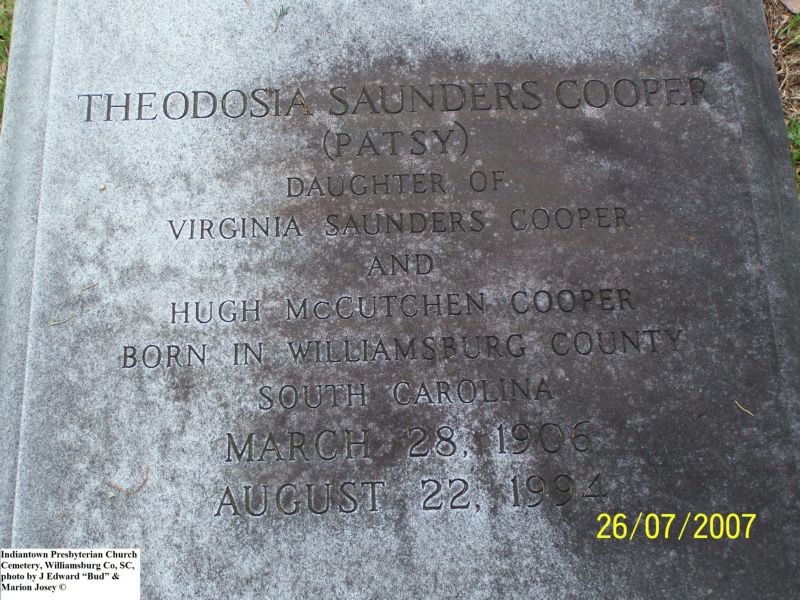 THEODOSIA SAUNDERS COOPER
(PATSY)
DAUGHTER OF
VIRGINIA SAUNDERS COOPER
AND
HUGH McCUTCHEN COOPER
BORN IN WILLIAMSBURG COUNTY
SOUTH CAROLINA
MARCH 28, 1906
AUGUST 22, 1994
26/07/2007
Indiantown Presbyterian Church
Cemetery, Williamsburg Co, SC,
photo by J Edward “Bud” &
Marion Josey ©